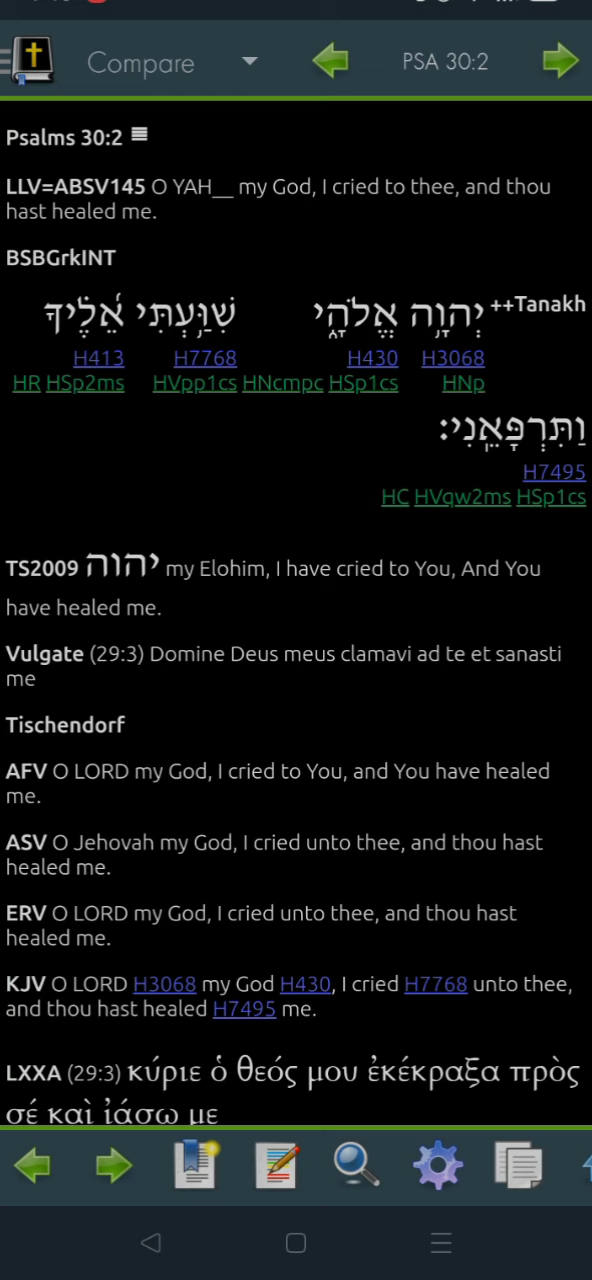 Compare
PSA 30:2
Psalms 30:2
LLV=ABSV145 O YAH__ my God, I cried to thee, and thou
hast healed me.
BSBGrkINT
++Tanakh יְהוָ֥ה אֱלֹהָ֑י שִׁוַּ֥עְתִּי אֵ֝לֶ֗יךָ
H413 H7768 H430 H3068
HR HSp2ms HVpp1cs HNcmpc HSp1cs HNp
וַתִּרְפָּאֵֽנִי׃
H7495
HC HVqw2ms HSp1cs
TS2009 יהוה my Elohim, I have cried to You, And You
have healed me.
Vulgate (29:3) Domine Deus meus clamavi ad te et sanasti
me
Tischendorf
AFV O LORD my God, I cried to You, and You have healed
me.
ASV O Jehovah my God, I cried unto thee, and thou hast
healed me.
ERV O LORD my God, I cried unto thee, and thou hast
healed me.
KJV O LORD H3068 my God H430, I cried H7768 unto thee,
and thou hast healed H7495 me.
LXXA (29:3) κύριε ὁ θεός μου ἐκέκραξα πρὸς
σέ καὶ ἰάσω με